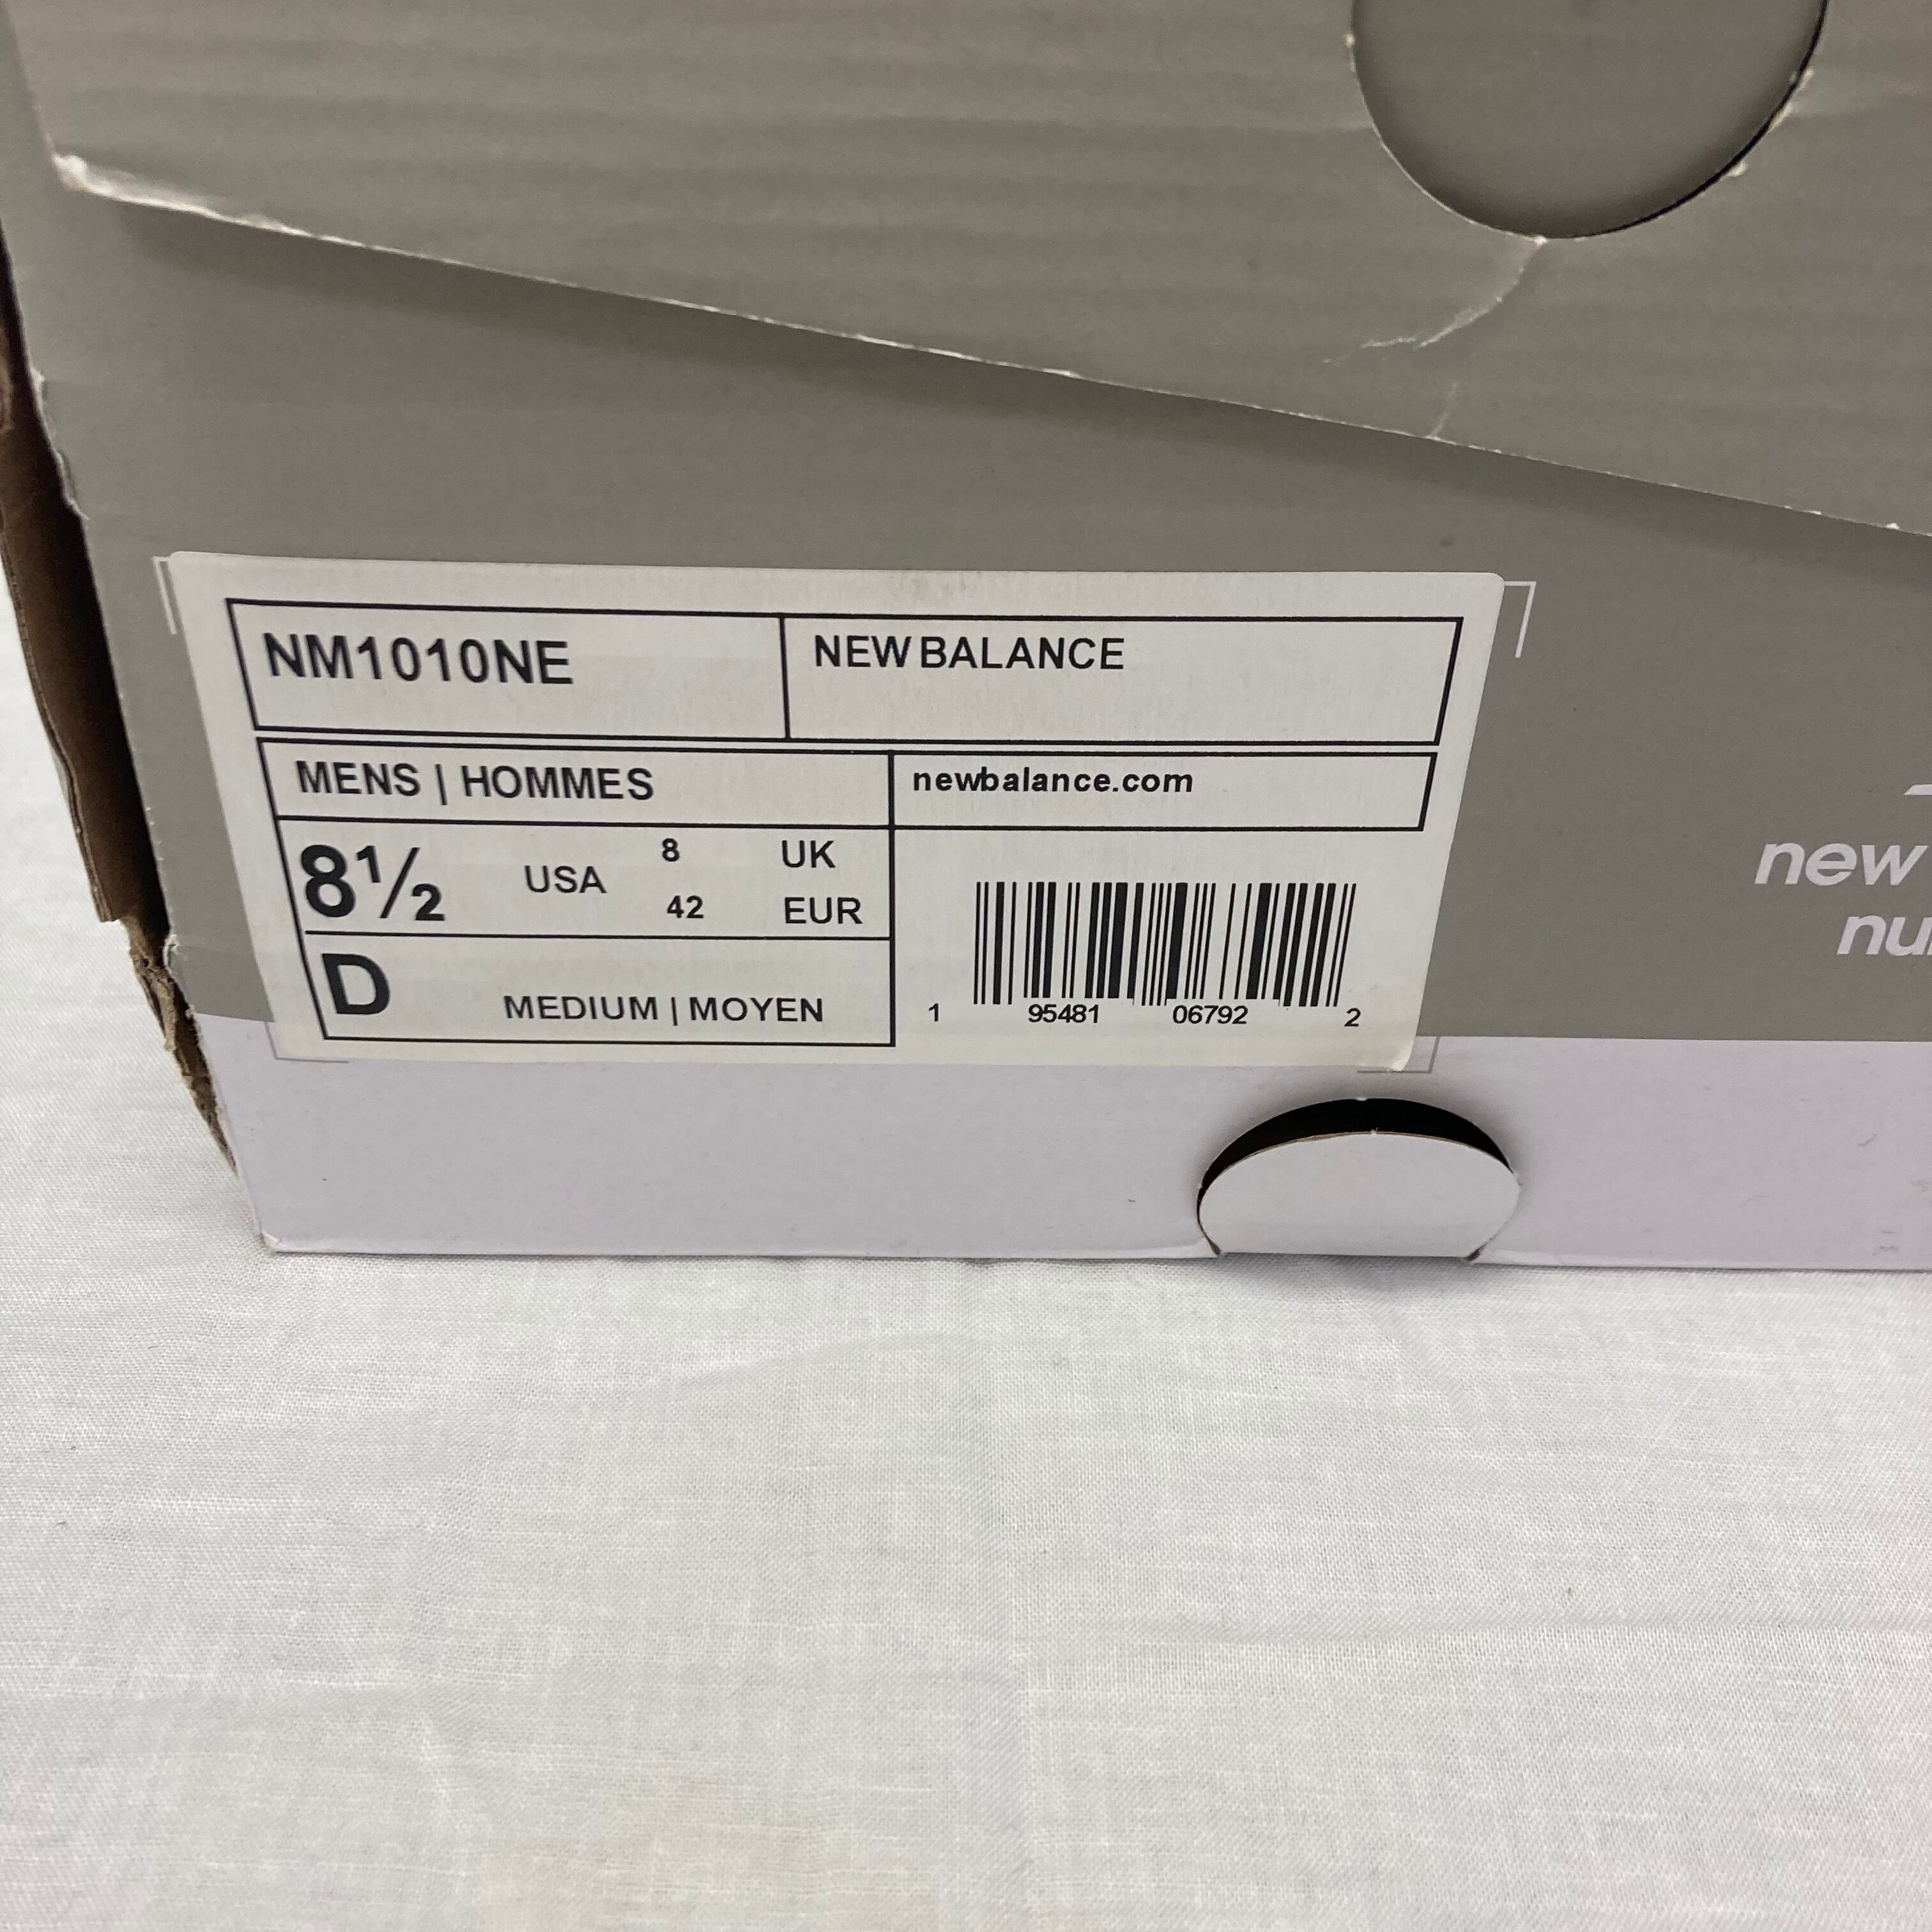 NM1010NE
NEW BALANCE
MENS | HOMMES
newbalance.com
8½ USA 8 UK
42 EUR
D MEDIUM | MOYEN
1 95481 06792 2
new